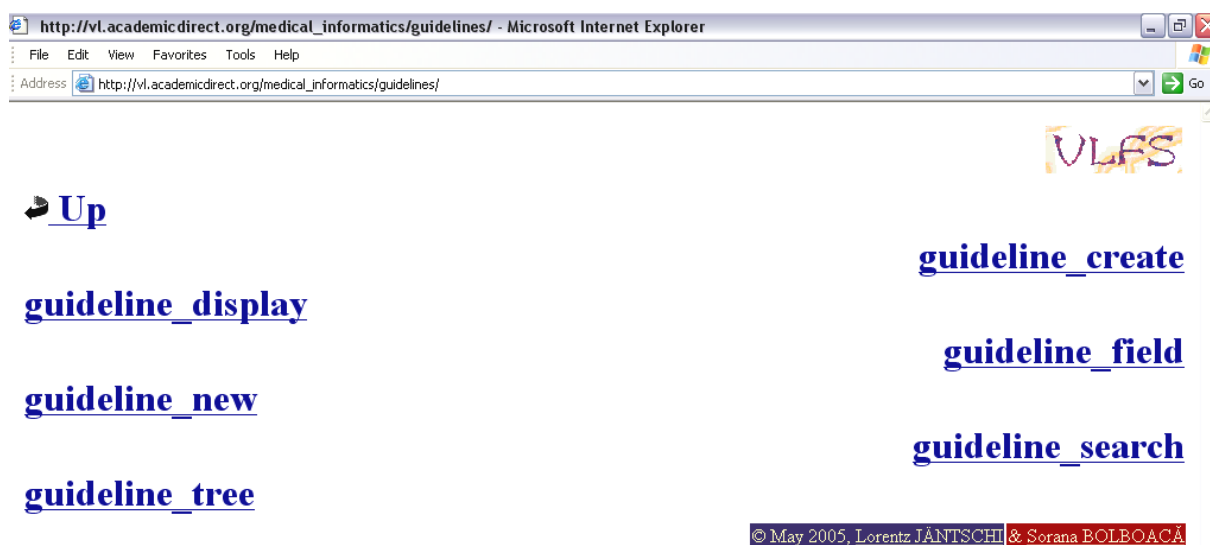 http://vl.academicdirect.org/medical_informatics/guidelines/ - Microsoft Internet Explorer
File Edit View Favorites Tools Help
Address http://vl.academicdirect.org/medical_informatics/guidelines/ Go
VLFS
Up
guideline_create
guideline_display
guideline_field
guideline_new
guideline_search
guideline_tree
© May 2005, Lorentz JÄNTSCHI & Sorana BOLBOACĂ